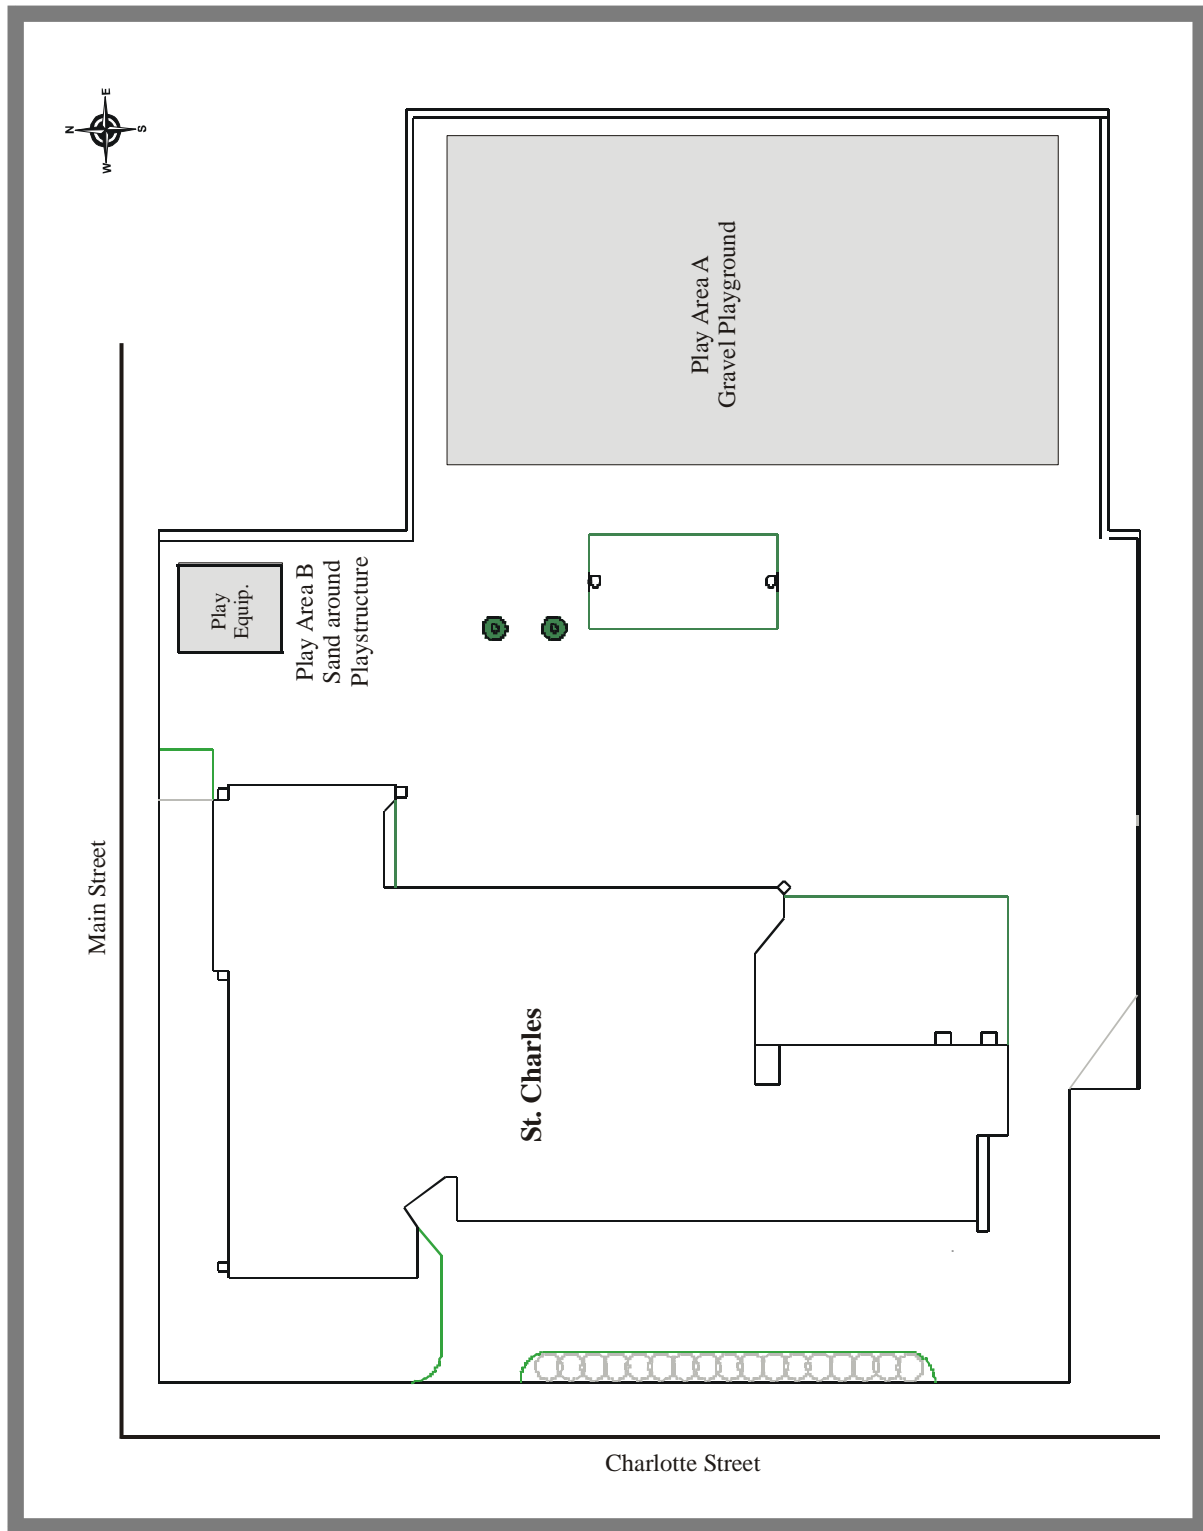 E
N
S
W
Play Area A
Gravel Playground
Play
Equip.
Play Area B
Sand around
Playstructure
Main Street
St. Charles
Charlotte Street